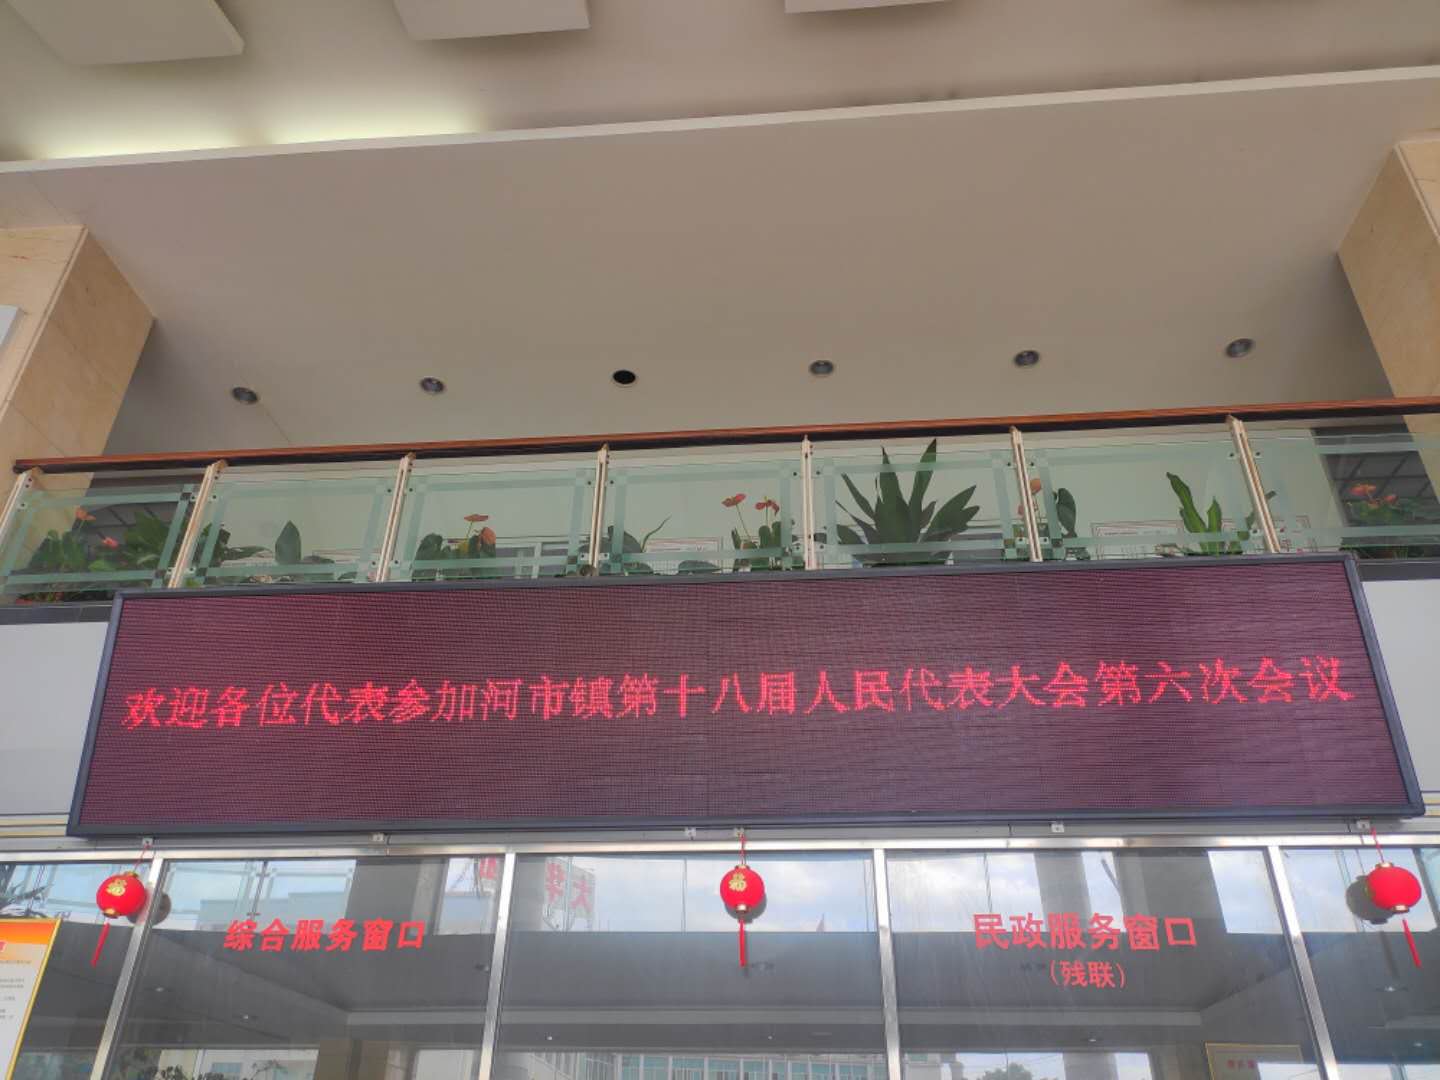 欢迎各位代表参加河市镇第十八届人民代表大会第六次会议
福
福
综合服务窗口
民政服务窗口
(残联)